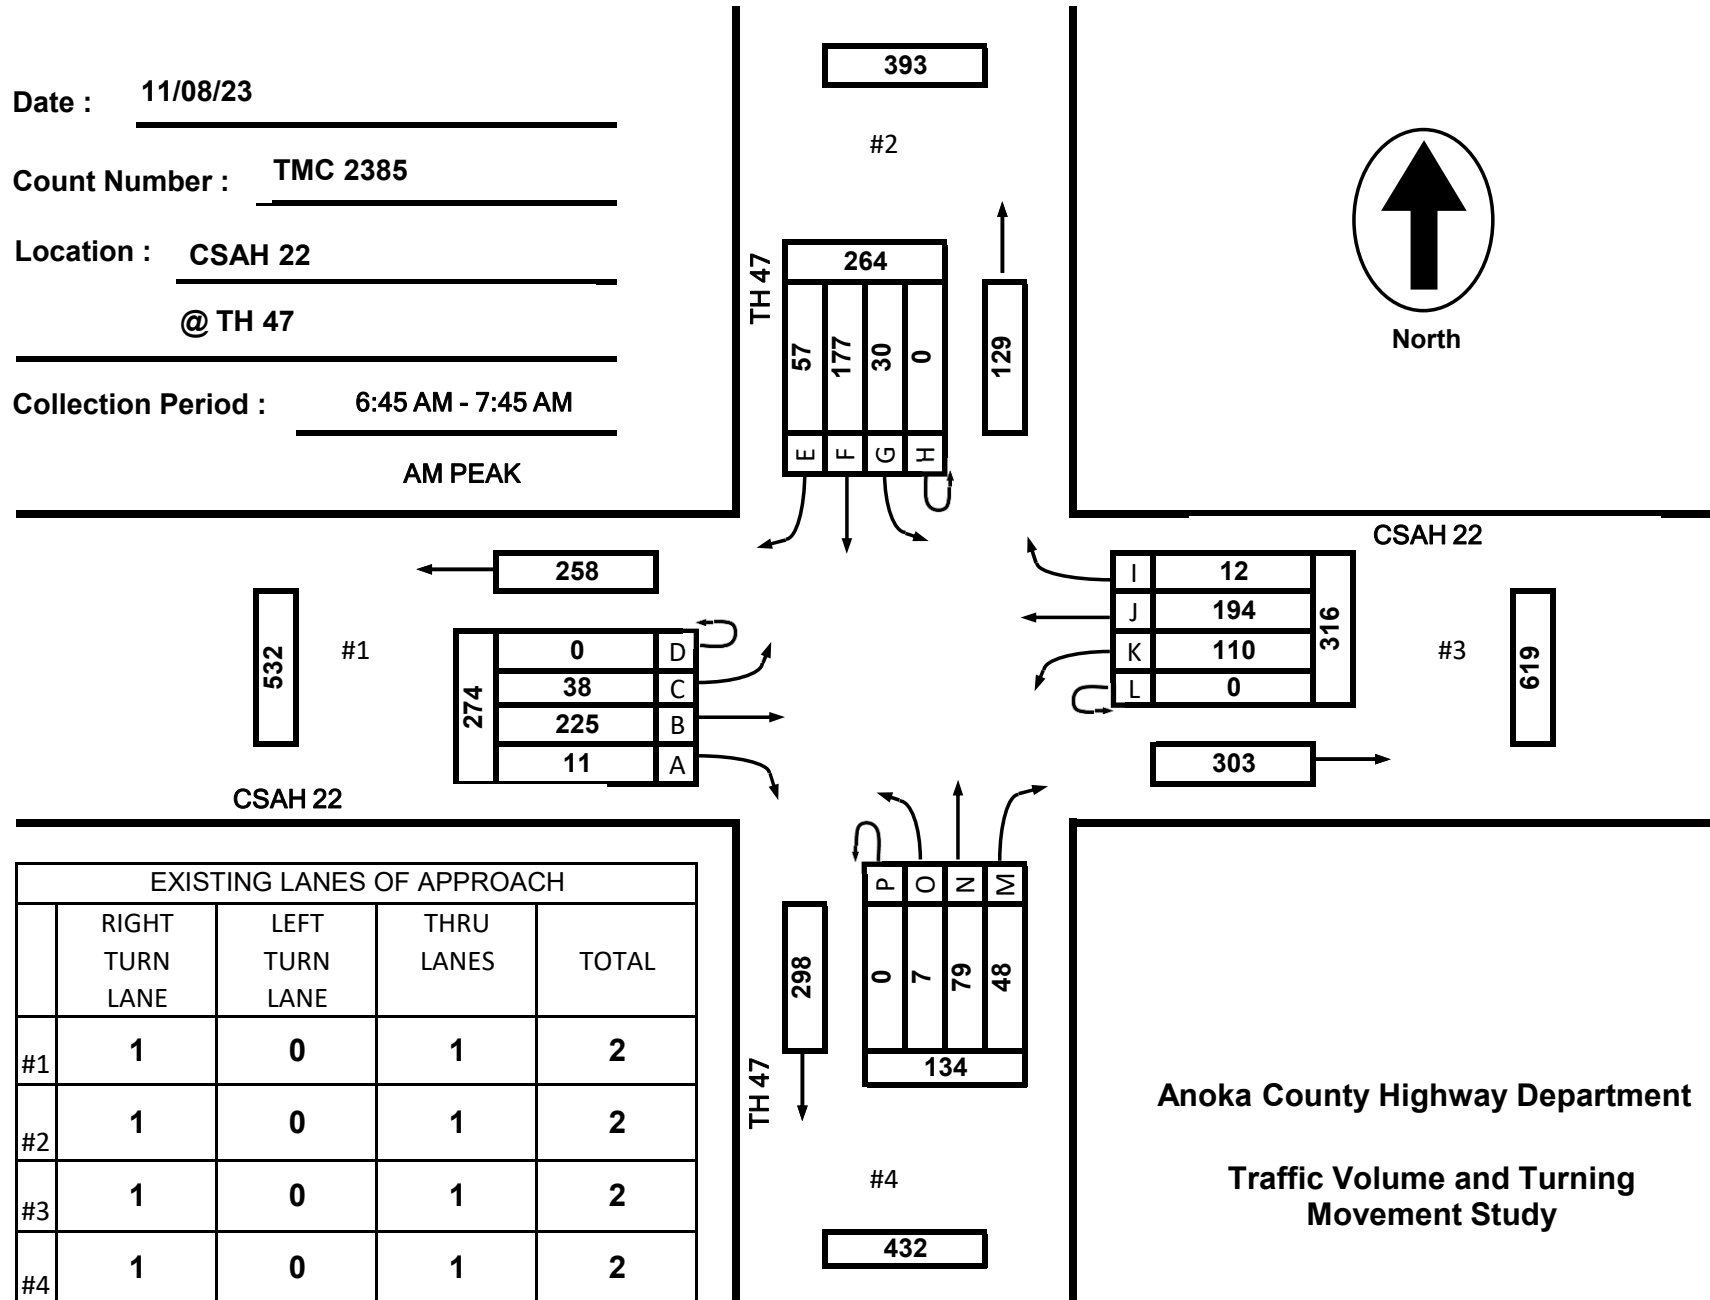 Date : 11/08/23
Count Number : TMC 2385
Location : CSAH 22
@ TH 47
Collection Period : 6:45 AM - 7:45 AM
AM PEAK
393
#2
TH 47
264
57 177 30 0
E F G H
129
North
CSAH 22
258
532
#1
274
0 D
38 C
225 B
11 A
CSAH 22
I 12
J 194
K 110
L 0
316
#3
619
303
P O N M
0 7 79 48
134
298
TH 47
#4
432
EXISTING LANES OF APPROACH
RIGHT TURN LANE
LEFT TURN LANE
THRU LANES
TOTAL
#1 1 0 1 2
#2 1 0 1 2
#3 1 0 1 2
#4 1 0 1 2
Anoka County Highway Department
Traffic Volume and Turning
Movement Study